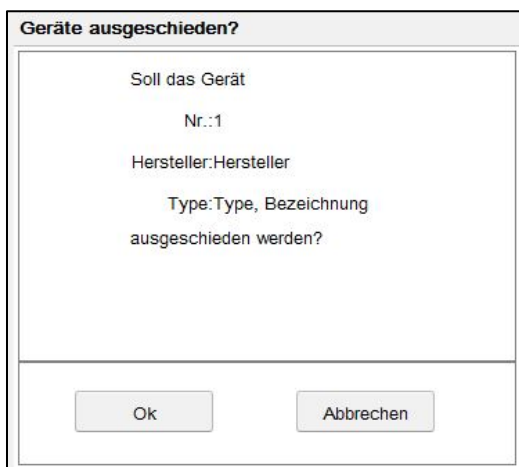 Geräte ausgeschieden?
Soll das Gerät
Nr.:1
Hersteller:Hersteller
Type:Type, Bezeichnung
ausgeschieden werden?
Ok Abbrechen